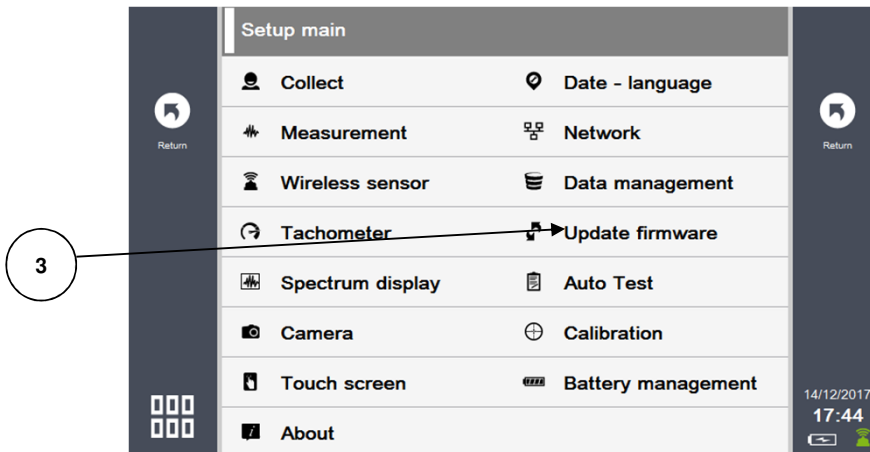 Setup main
Collect
Date - language
Return
Measurement
Network
Return
Wireless sensor
Data management
3
Tachometer
Update firmware
Spectrum display
Auto Test
Camera
Calibration
Touch screen
Battery management
14/12/2017
17:44
About